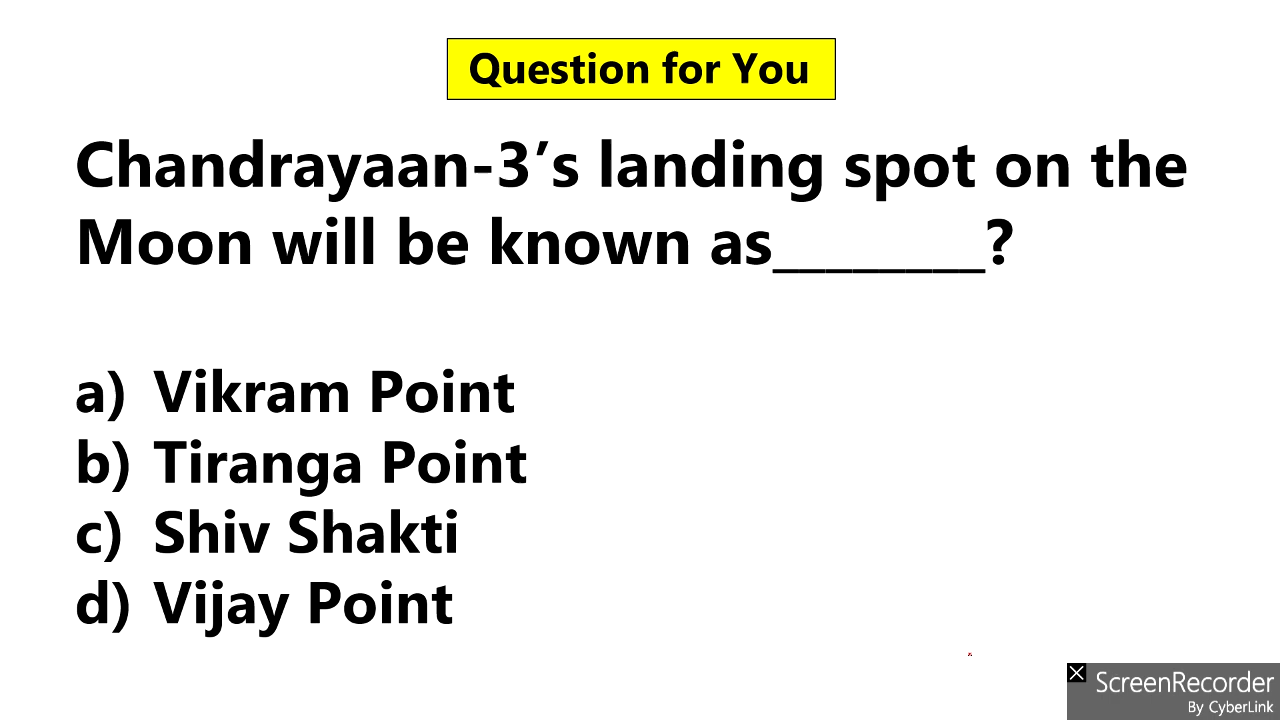 Question for You
Chandrayaan-3’s landing spot on the
Moon will be known as________?
a) Vikram Point
b) Tiranga Point
c) Shiv Shakti
d) Vijay Point
ScreenRecorder
By CyberLink